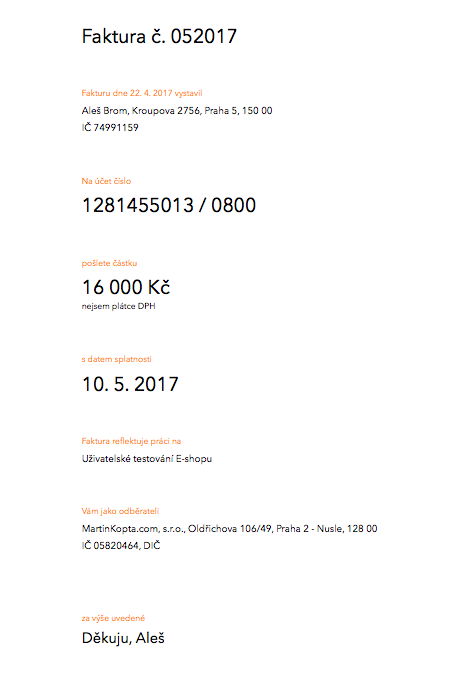 Faktura č. 052017
Fakturu dne 22. 4. 2017 vystavil
Aleš Brom, Kroupova 2756, Praha 5, 150 00
IČ 74991159
Na účet číslo
1281455013 / 0800
pošlete částku
16 000 Kč
nejsem plátce DPH
s datem splatnosti
10. 5. 2017
Faktura reflektuje práci na
Uživatelské testování E-shopu
Vám jako odběrateli
MartinKopta.com, s.r.o., Oldřichova 106/49, Praha 2 - Nusle, 128 00
IČ 05820464, DIČ
za výše uvedené
Děkuju, Aleš